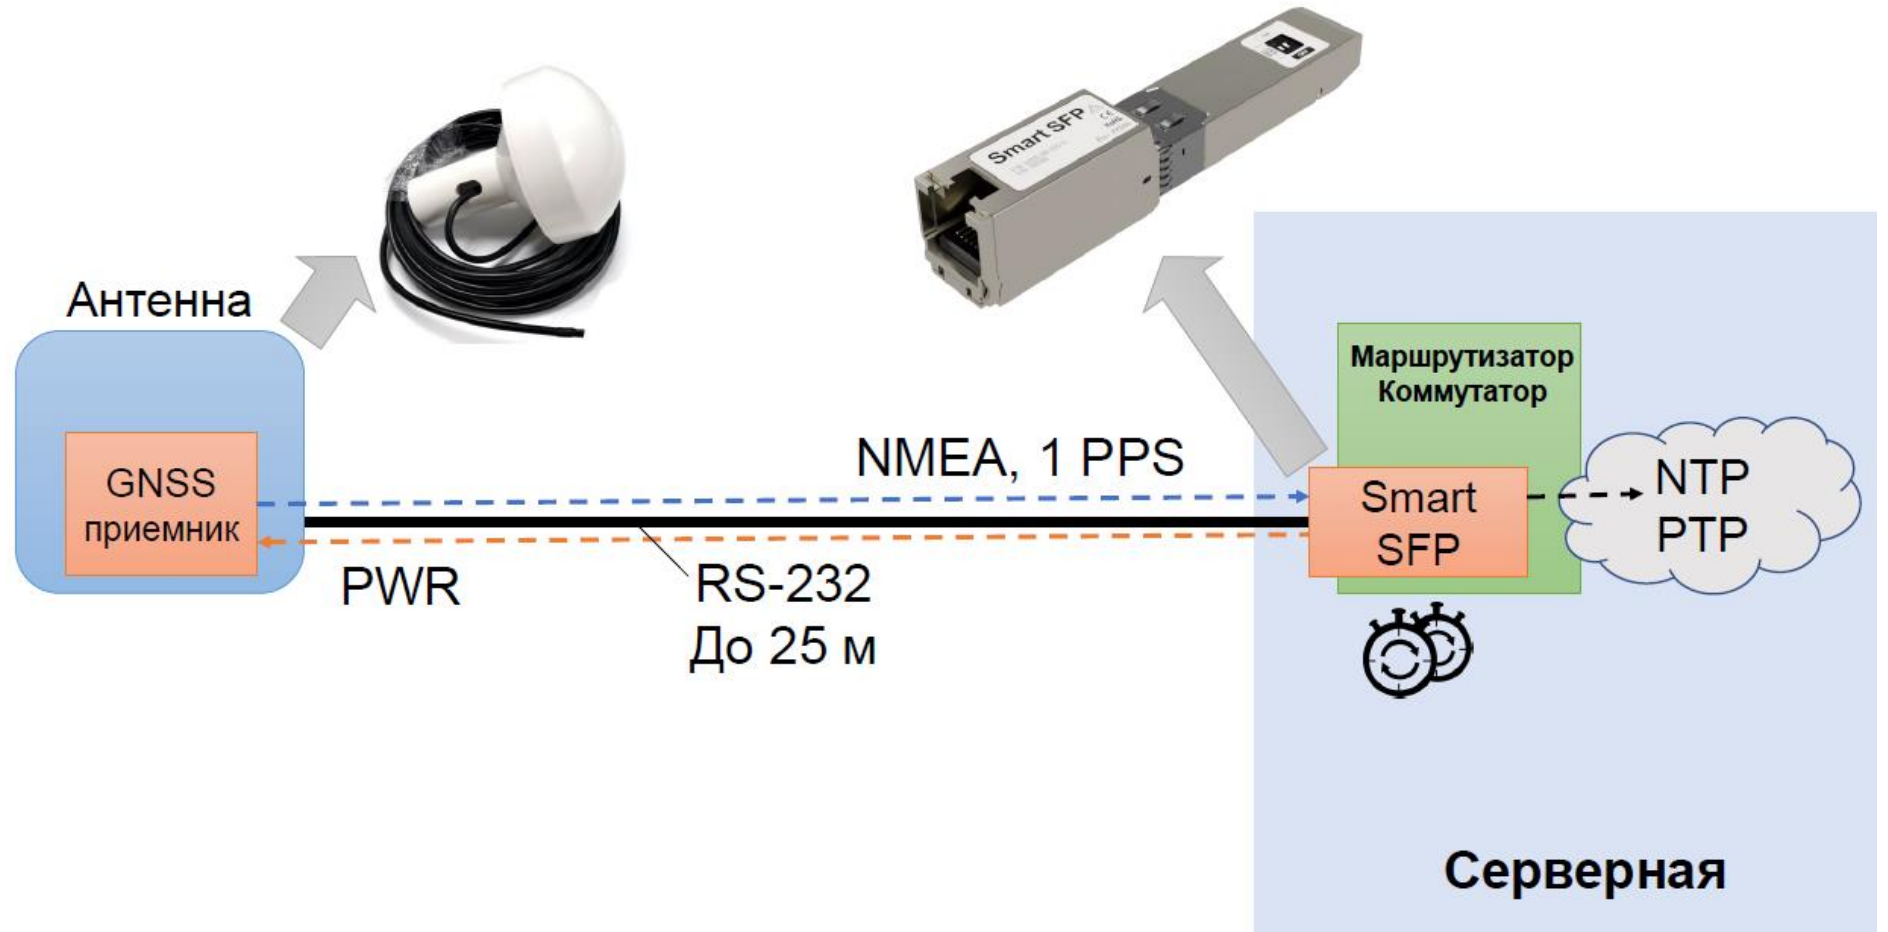 Smart SFP
Антенна
GNSS
приемник
NMEA, 1 PPS
PWR
RS-232
До 25 м
Маршрутизатор
Коммутатор
Smart
SFP
NTP
PTP
Серверная